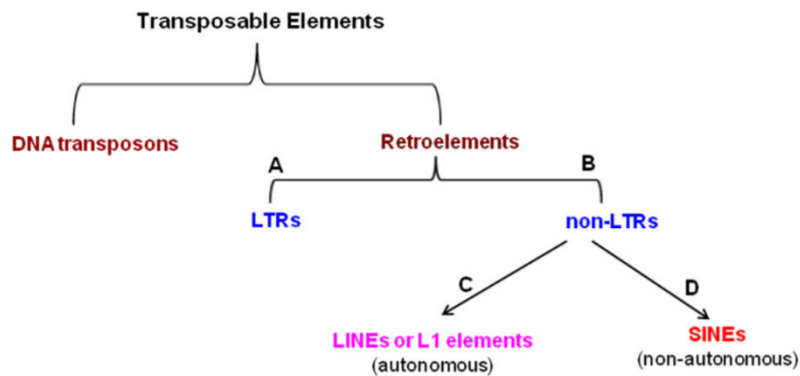 Transposable Elements
DNA transposons
Retroelements
A
B
LTRs
non-LTRs
C
D
LINEs or L1 elements
(autonomous)
SINEs
(non-autonomous)